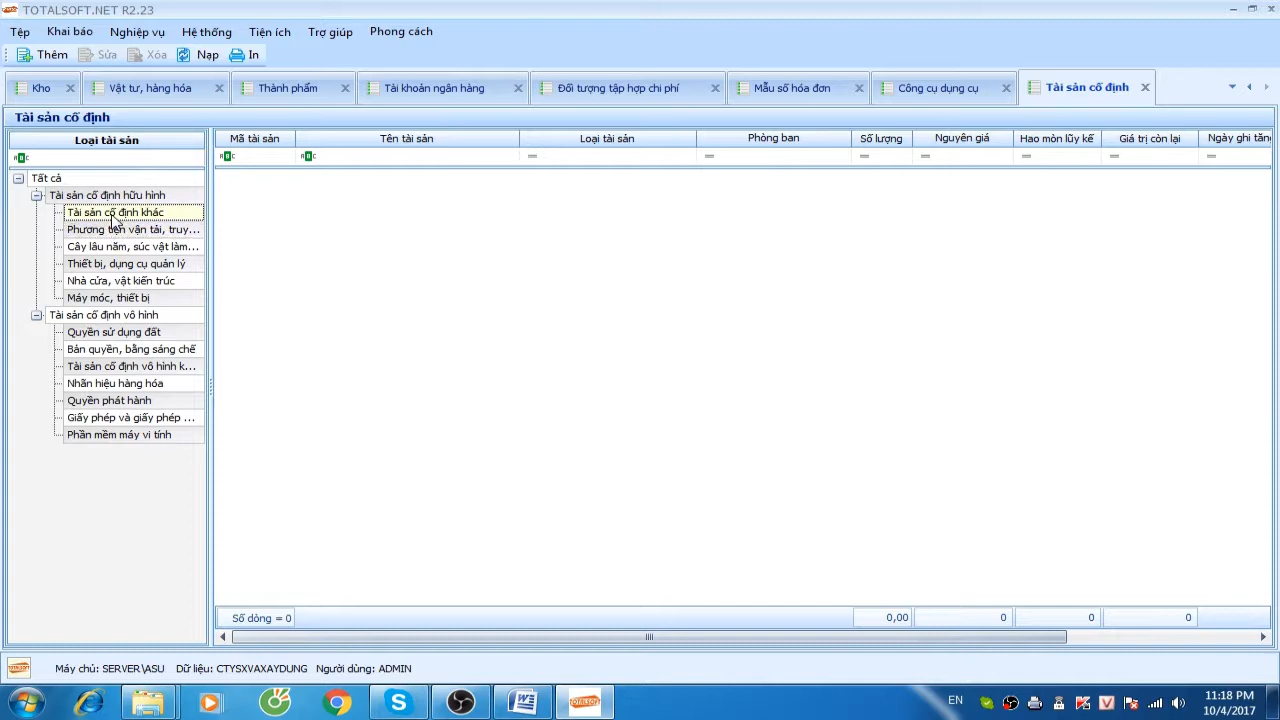 TOTALSOFT.NET R2.23
Tệp Khai báo Nghiệp vụ Hệ thống Tiện ích Trợ giúp Phong cách
Thêm Sửa Xóa Nạp In
Kho Vật tư, hàng hóa Thành phẩm Tài khoản ngân hàng Đối tượng tập hợp chi phí Mẫu số hóa đơn Công cụ dụng cụ Tài sản cố định
Tài sản cố định
Loại tài sản Mã tài sản Tên tài sản Loại tài sản Phòng ban Số lượng Nguyên giá Hao mòn lũy kế Giá trị còn lại Ngày ghi tăng
Tất cả
Tài sản cố định hữu hình
Tài sản cố định khác
Phương tiện vận tải, truy...
Cây lâu năm, súc vật làm...
Thiết bị, dụng cụ quản lý
Nhà cửa, vật kiến trúc
Máy móc, thiết bị
Tài sản cố định vô hình
Quyền sử dụng đất
Bản quyền, bằng sáng chế
Tài sản cố định vô hình k...
Nhãn hiệu hàng hóa
Quyền phát hành
Giấy phép và giấy phép ...
Phần mềm máy vi tính
Số dòng = 0 0,00 0 0 0
Máy chủ: SERVER\ASU Dữ liệu: CTYSXVAXAYDUNG Người dùng: ADMIN
EN 11:18 PM
10/4/2017